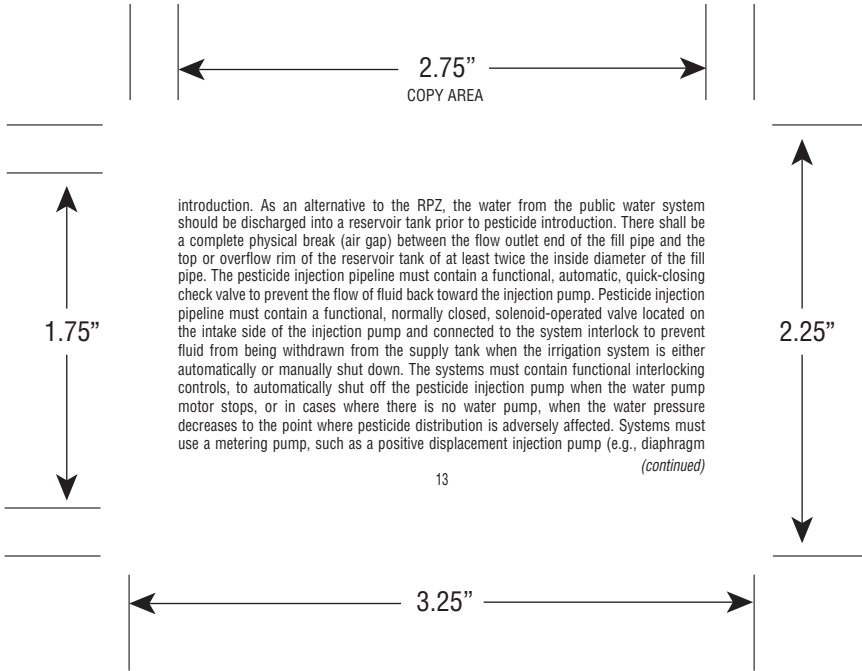 2.75”
COPY AREA
introduction. As an alternative to the RPZ, the water from the public water system
should be discharged into a reservoir tank prior to pesticide introduction. There shall be
a complete physical break (air gap) between the flow outlet end of the fill pipe and the
top or overflow rim of the reservoir tank of at least twice the inside diameter of the fill
pipe. The pesticide injection pipeline must contain a functional, automatic, quick-closing
check valve to prevent the flow of fluid back toward the injection pump. Pesticide injection
pipeline must contain a functional, normally closed, solenoid-operated valve located on
the intake side of the injection pump and connected to the system interlock to prevent
fluid from being withdrawn from the supply tank when the irrigation system is either
automatically or manually shut down. The systems must contain functional interlocking
controls, to automatically shut off the pesticide injection pump when the water pump
motor stops, or in cases where there is no water pump, when the water pressure
decreases to the point where pesticide distribution is adversely affected. Systems must
use a metering pump, such as a positive displacement injection pump (e.g., diaphragm
(continued)
13
1.75”
2.25”
3.25”